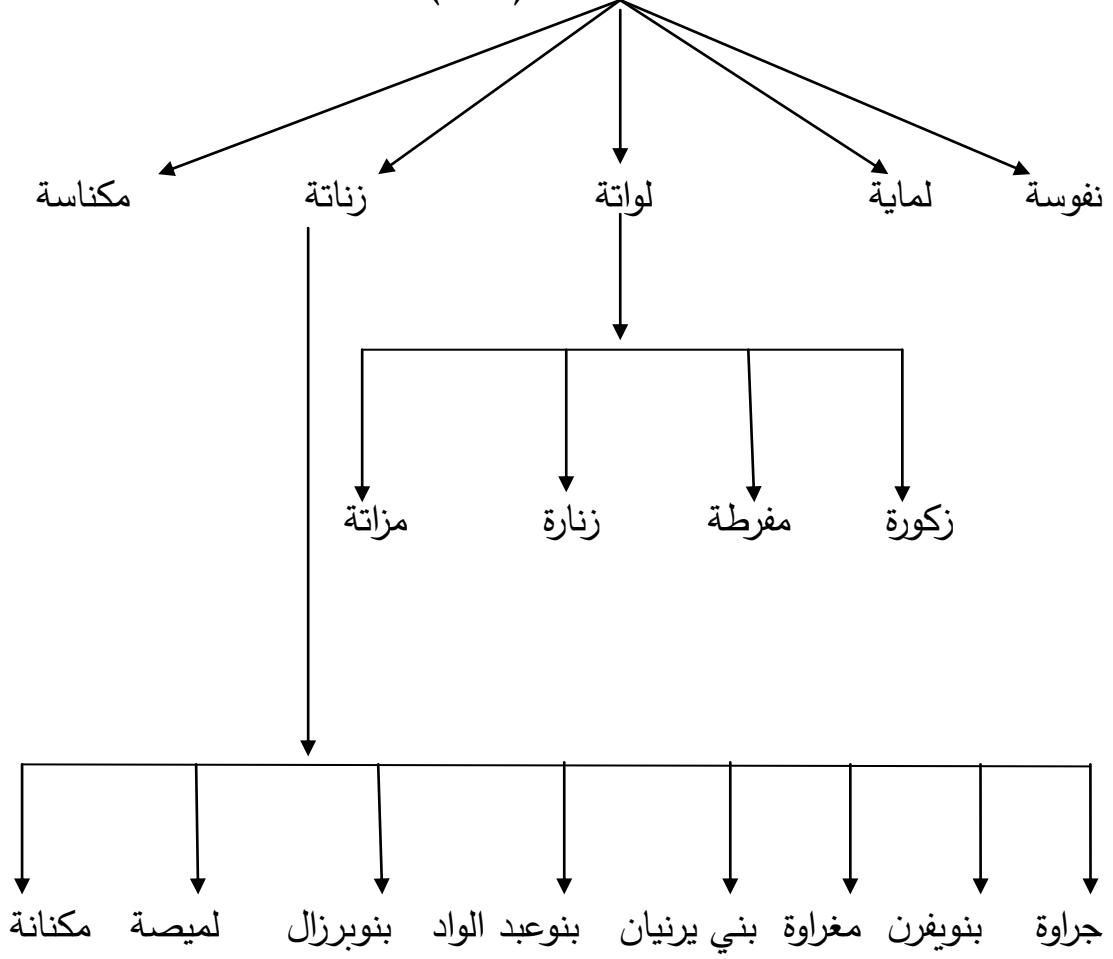 نفوسة لماية لواتة زناتة مكناسة
زكورة مفرطة زنارة مزاتة
جراوة بنويفرن مغراوة بني يرنيان بنوعبد الواد بنوبرزال لميصة مكنانة